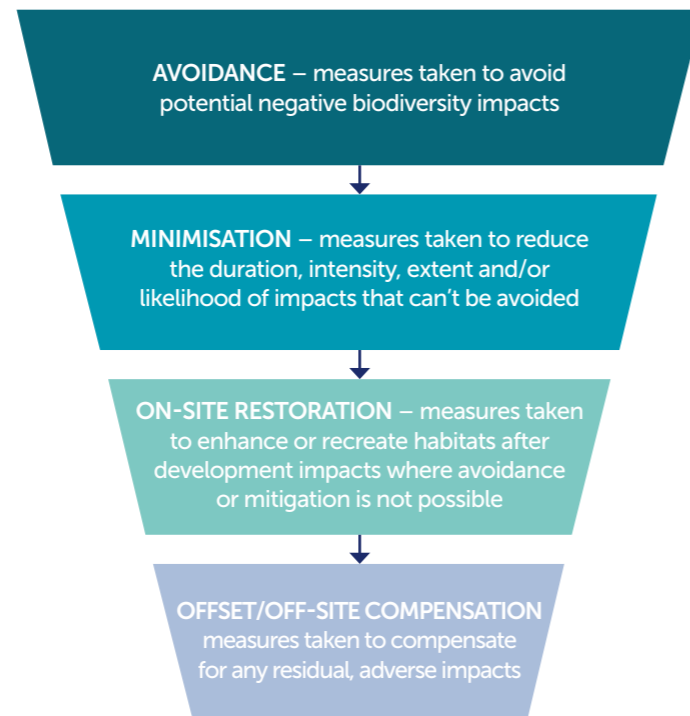 AVOIDANCE – measures taken to avoid
potential negative biodiversity impacts
MINIMISATION – measures taken to reduce
the duration, intensity, extent and/or
likelihood of impacts that can’t be avoided
ON-SITE RESTORATION – measures taken
to enhance or recreate habitats after
development impacts where avoidance
or mitigation is not possible
OFFSET/OFF-SITE COMPENSATION
measures taken to compensate
for any residual, adverse impacts